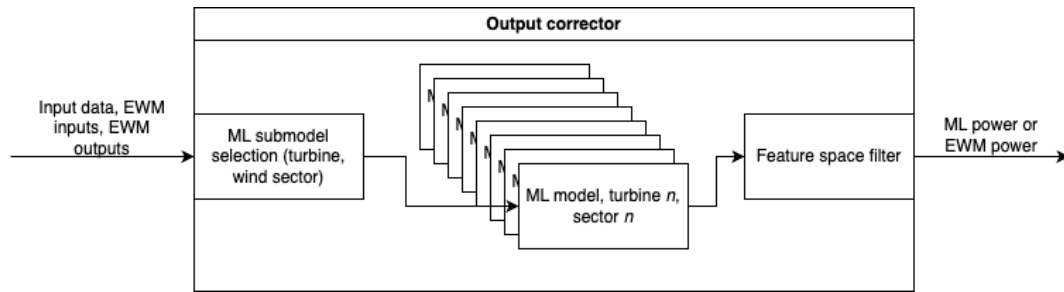 Output corrector
Input data, EWM
inputs, EWM
outputs
ML submodel
selection (turbine,
wind sector)
M
M
M
M
M
M
M
ML model, turbine n,
sector n
Feature space filter
ML power or
EWM power